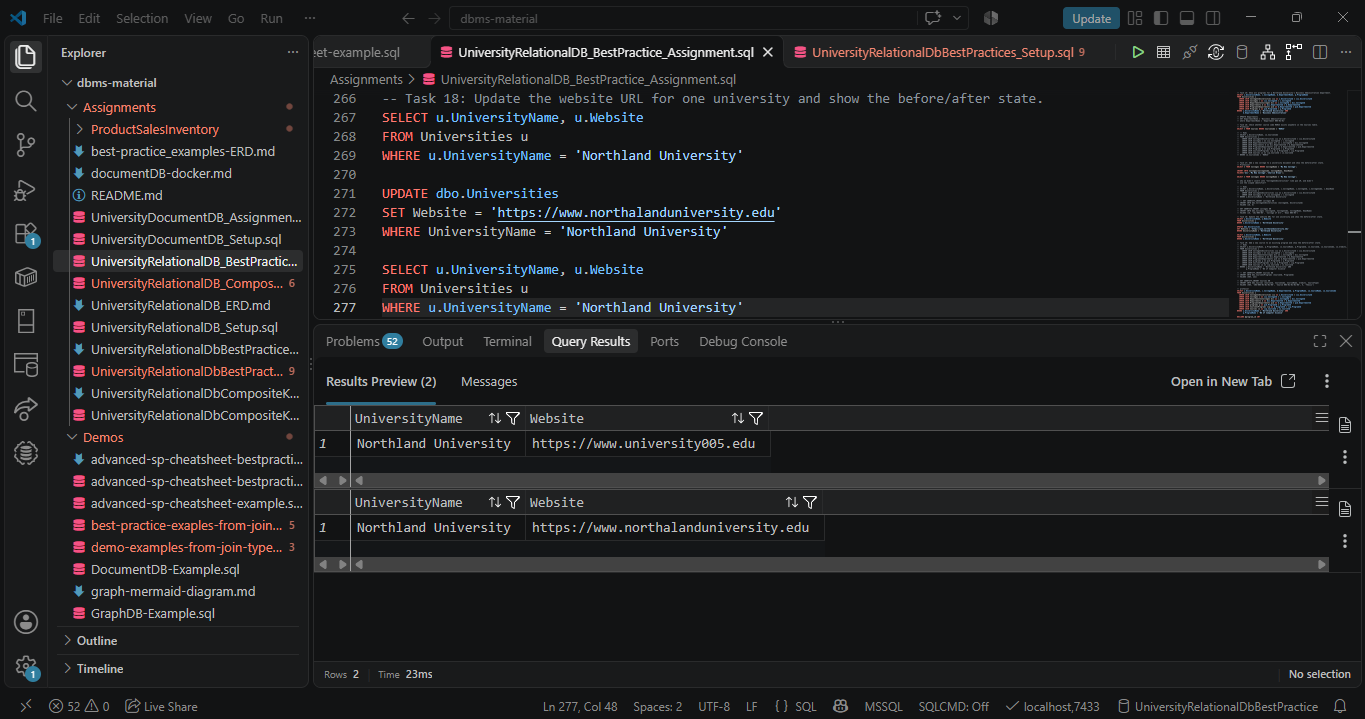 File Edit Selection View Go Run ···
dbms-material
Update
Explorer
dbms-material
Assignments
ProductSalesInventory
best-practice_examples-ERD.md
documentDB-docker.md
README.md
UniversityDocumentDB_Assignmen...
UniversityDocumentDB_Setup.sql
UniversityRelationalDB_BestPractic...
UniversityRelationalDB_Compos... 6
UniversityRelationalDB_ERD.md
UniversityRelationalDB_Setup.sql
UniversityRelationalDbBestPractice...
UniversityRelationalDbBestPract... 9
UniversityRelationalDbCompositeK...
UniversityRelationalDbCompositeK...
Demos
advanced-sp-cheatsheet-bestpracti...
advanced-sp-cheatsheet-bestpracti...
advanced-sp-cheatsheet-example.s...
best-practice-exaples-from-join... 5
demo-examples-from-join-type... 3
DocumentDB-Example.sql
graph-mermaid-diagram.md
GraphDB-Example.sql
Outline
Timeline
1
1
eet-example.sql
UniversityRelationalDB_BestPractice_Assignment.sql
UniversityRelationalDbBestPractices_Setup.sql 9
Assignments > UniversityRelationalDB_BestPractice_Assignment.sql
266 -- Task 18: Update the website URL for one university and show the before/after state.
267 SELECT u.UniversityName, u.Website
268 FROM Universities u
269 WHERE u.UniversityName = 'Northland University'
270
271 UPDATE dbo.Universities
272 SET Website = 'https://www.northalanduniversity.edu'
273 WHERE UniversityName = 'Northland University'
274
275 SELECT u.UniversityName, u.Website
276 FROM Universities u
277 WHERE u.UniversityName = 'Northland University'
Problems 52 Output Terminal Query Results Ports Debug Console
Results Preview (2) Messages Open in New Tab
UniversityName Website
1 Northland University https://www.university005.edu
UniversityName Website
1 Northland University https://www.northalanduniversity.edu
Rows 2 Time 23ms No selection
52 0 Live Share Ln 277, Col 48 Spaces: 2 UTF-8 LF { } SQL MSSQL SQLCMD: Off localhost,7433 UniversityRelationalDbBestPractice